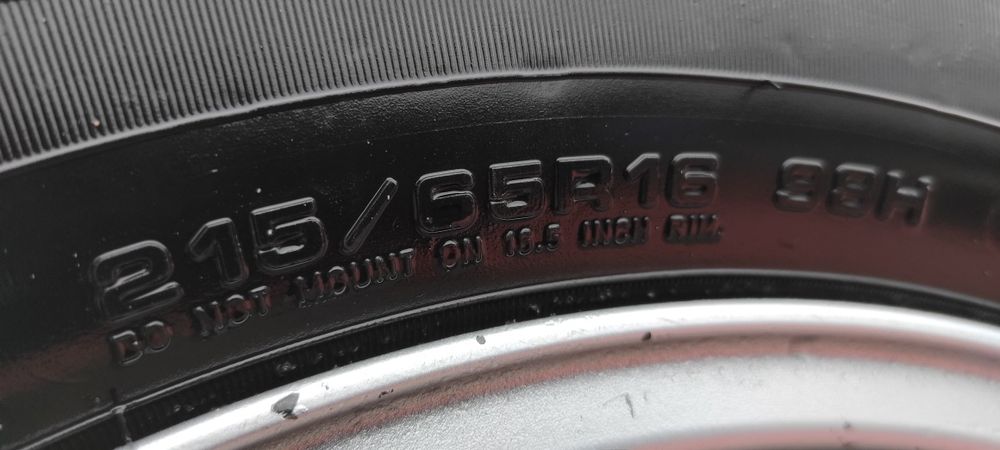 215/65R16 98H
DO NOT MOUNT ON 16.5 INCH RIM.